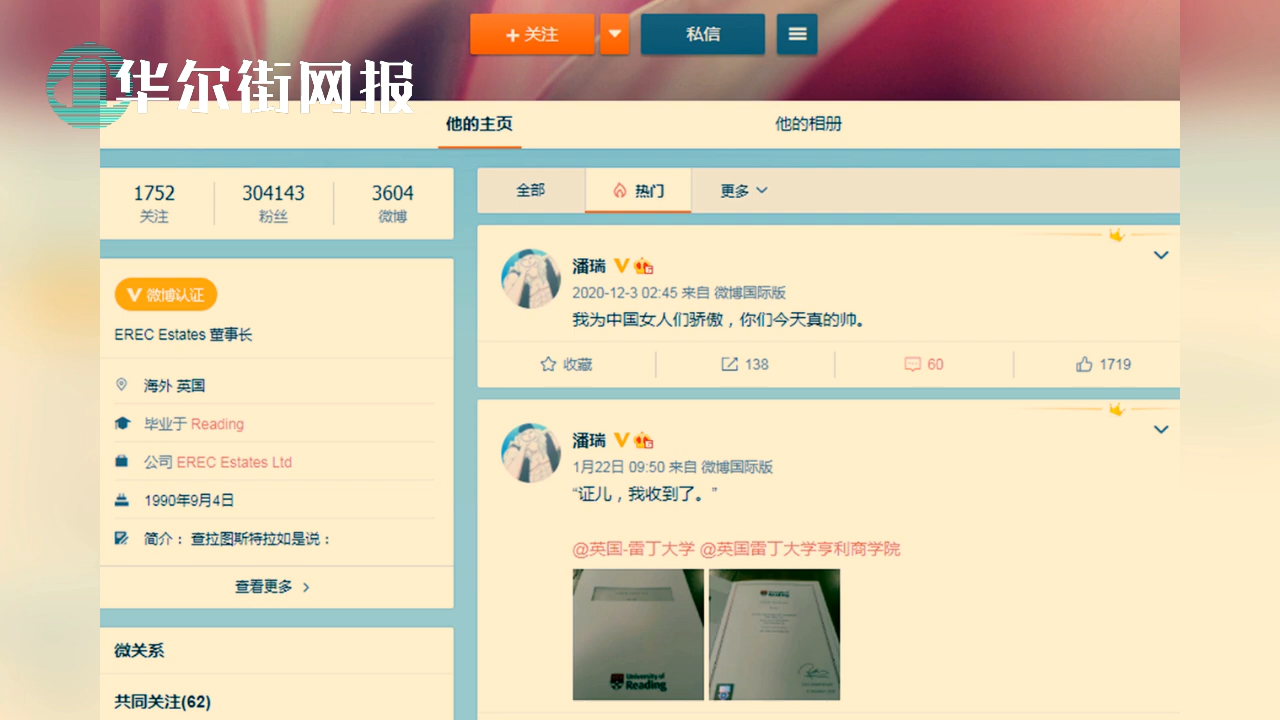 +关注
私信
华尔街网报
他的主页
他的相册
1752
304143
3604
关注
粉丝
微博
全部
热门
更多
V 微博认证
EREC Estates 董事长
海外 英国
毕业于 Reading
公司 EREC Estates Ltd
1990年9月4日
简介： 查拉图斯特拉如是说：
查看更多 >
微关系
共同关注(62)
潘瑞
2020-12-3 02:45 来自 微博国际版
我为中国女人们骄傲，你们今天真的帅。
收藏
138
60
1719
潘瑞
1月22日 09:50 来自 微博国际版
“证儿，我收到了。”
@英国-雷丁大学 @英国雷丁大学亨利商学院
University of
Reading
Reading